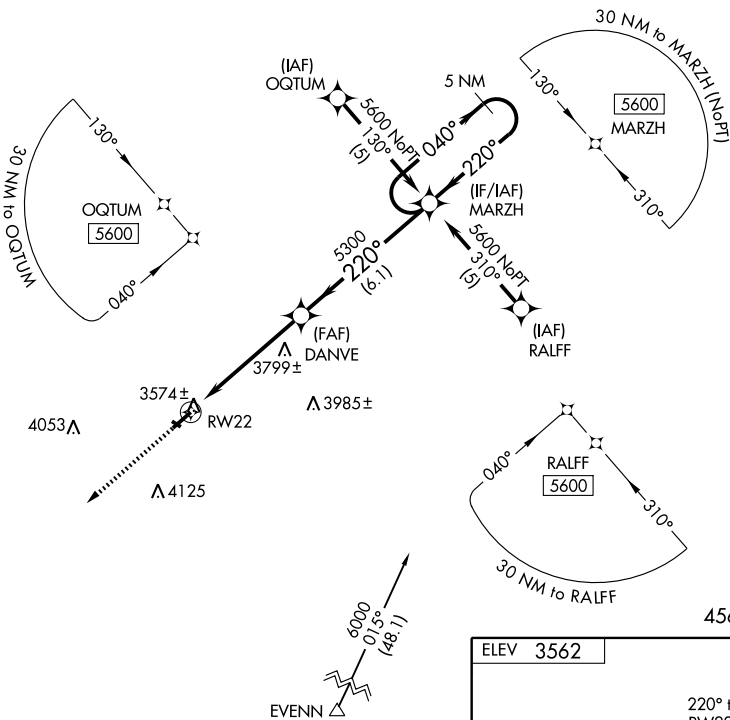 (IAF)
OQTUM
5600 NoPT
130°
(5)
5 NM
040°
220°
30 NM to MARZH (NoPT)
130°
5600
MARZH
310°
130°
30 NM to OQTUM
OQTUM
5600
040°
(IF/IAF)
MARZH
5300
220°
(6.1)
5600 NoPT
310°
(5)
(IAF)
RALFF
(FAF)
DANVE
3799±
3574±
3985±
4053
RW22
4125
040°
RALFF
5600
310°
30 NM to RALFF
6000
015°
(48.1)
EVENN
456
ELEV 3562
220° t